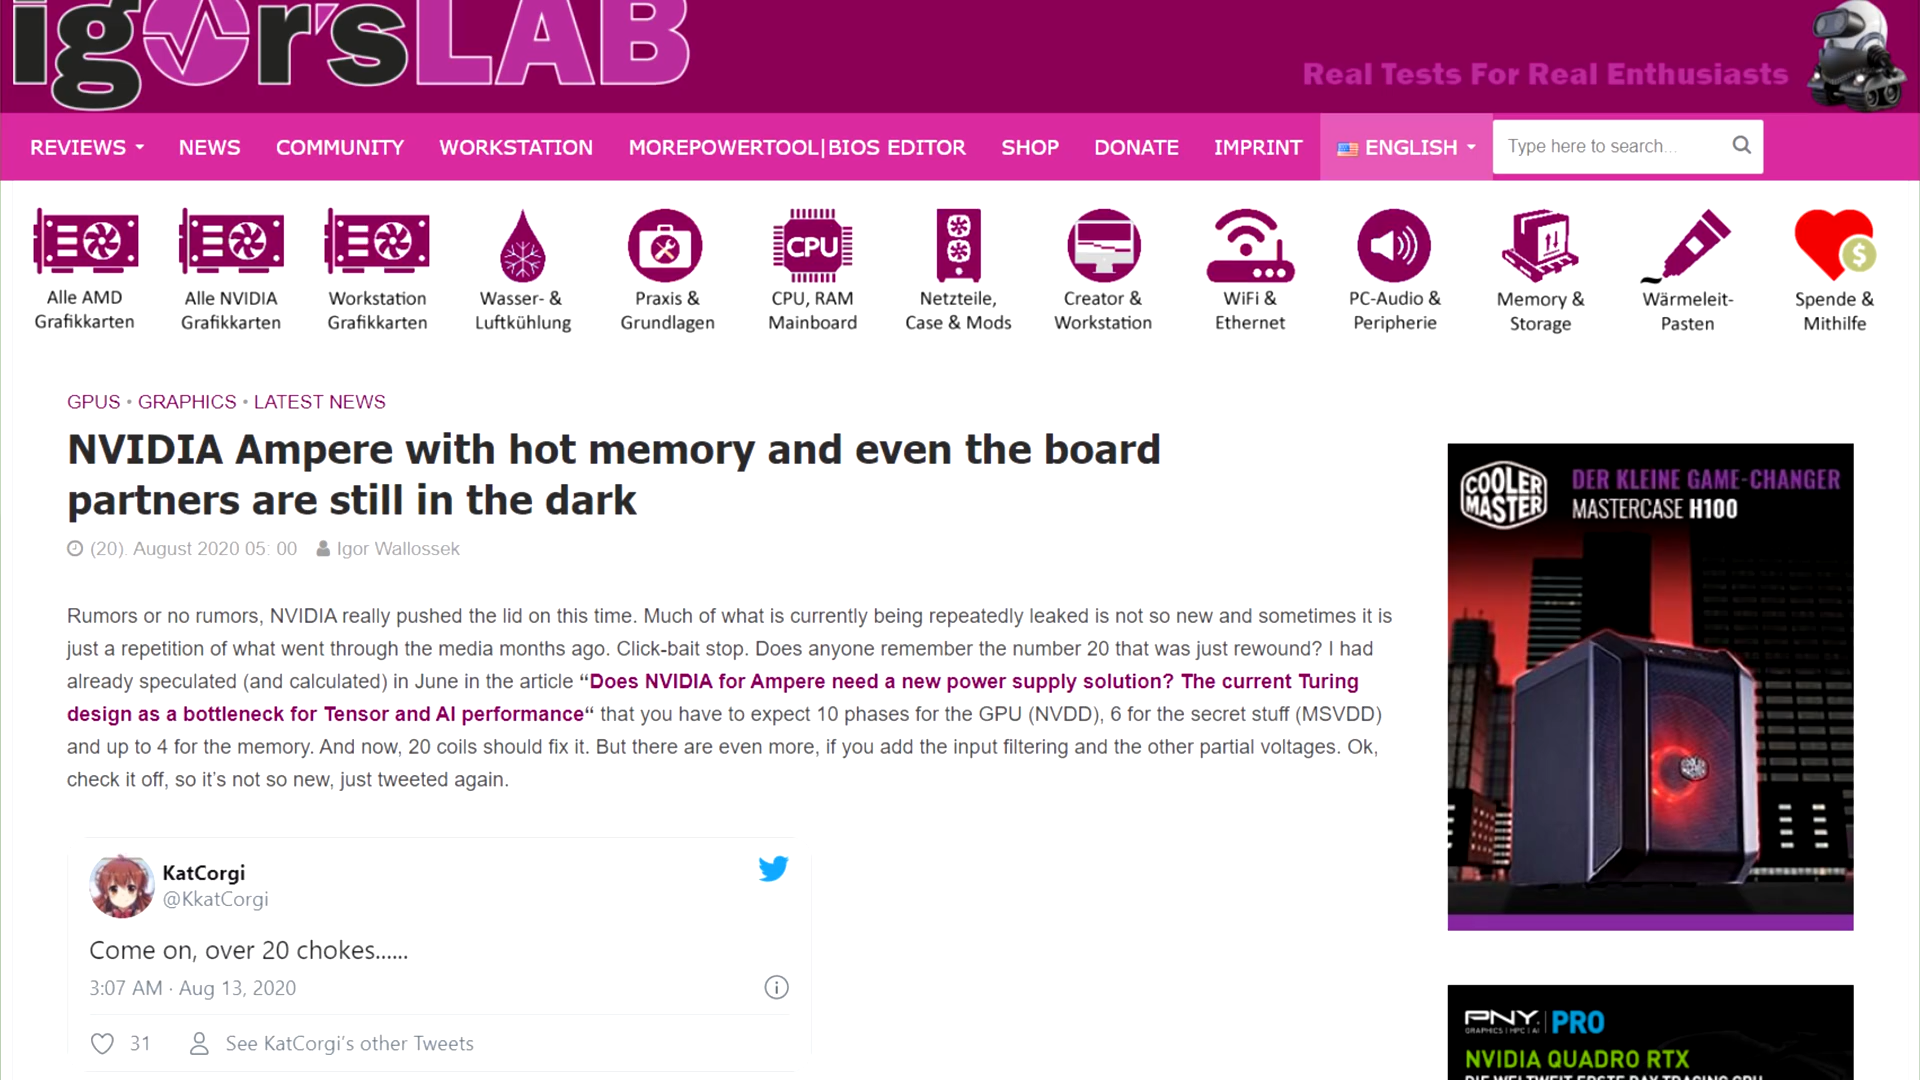 igor'sLAB
Real Tests For Real Enthusiasts
REVIEWS NEWS COMMUNITY WORKSTATION MOREPOWERTOOL|BIOS EDITOR SHOP DONATE IMPRINT ENGLISH Type here to search...
CPU
$
Alle AMD
Grafikkarten
Alle NVIDIA
Grafikkarten
Workstation
Grafikkarten
Wasser- &
Luftkühlung
Praxis &
Grundlagen
CPU, RAM
Mainboard
Netzteile,
Case & Mods
Creator &
Workstation
WiFi &
Ethernet
PC-Audio &
Peripherie
Memory &
Storage
Wärmeleit-
Pasten
Spende &
Mithilfe
GPUS • GRAPHICS • LATEST NEWS
NVIDIA Ampere with hot memory and even the board
partners are still in the dark
(20). August 2020 05: 00 Igor Wallossek
Rumors or no rumors, NVIDIA really pushed the lid on this time. Much of what is currently being repeatedly leaked is not so new and sometimes it is
just a repetition of what went through the media months ago. Click-bait stop. Does anyone remember the number 20 that was just rewound? I had
already speculated (and calculated) in June in the article “Does NVIDIA for Ampere need a new power supply solution? The current Turing
design as a bottleneck for Tensor and AI performance“ that you have to expect 10 phases for the GPU (NVDD), 6 for the secret stuff (MSVDD)
and up to 4 for the memory. And now, 20 coils should fix it. But there are even more, if you add the input filtering and the other partial voltages. Ok,
check it off, so it’s not so new, just tweeted again.
KatCorgi
@KkatCorgi
Come on, over 20 chokes......
3:07 AM · Aug 13, 2020
31 See KatCorgi’s other Tweets
COOLER
MASTER
DER KLEINE GAME-CHANGER
MASTERCASE H100
PNY PRO
GRAPHICS | HPC | AI
NVIDIA QUADRO RTX
DIE WELTWEIT ERSTE RAY TRACING GPU